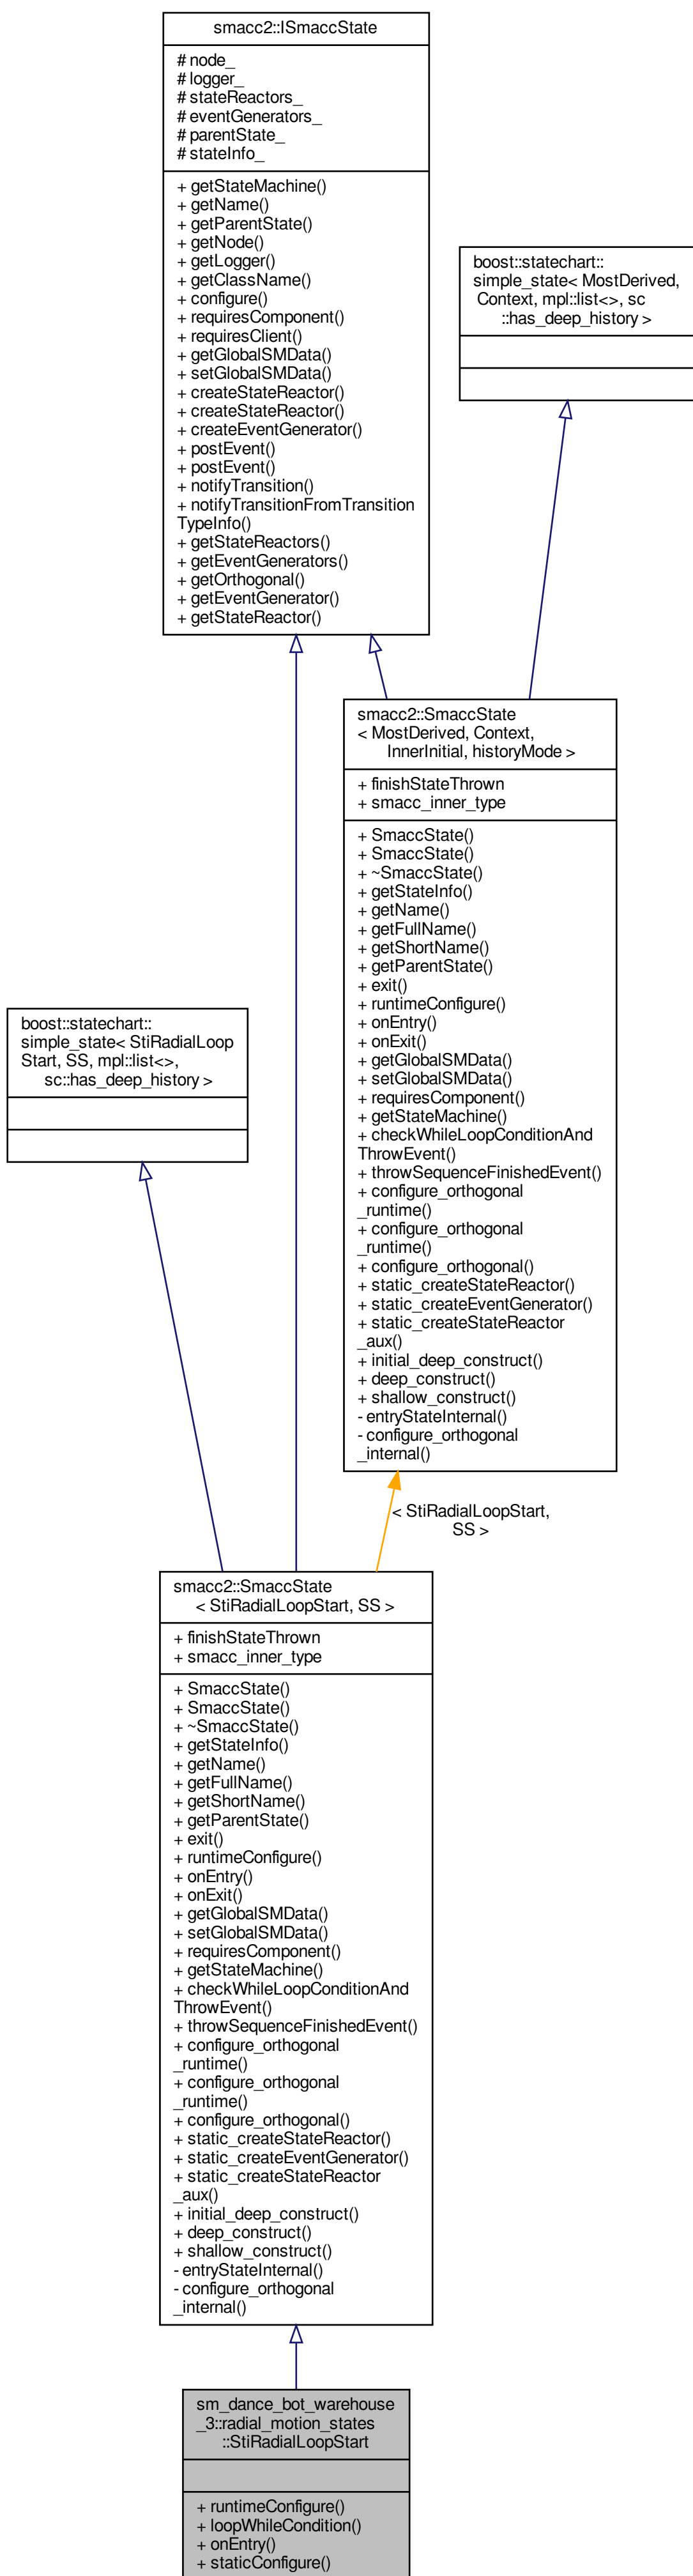 smacc2::ISmaccState
# node_
# logger_
# stateReactors_
# eventGenerators_
# parentState_
# stateInfo_
+ getStateMachine()
+ getName()
+ getParentState()
+ getNode()
+ getLogger()
+ getClassName()
+ configure()
+ requiresComponent()
+ requiresClient()
+ getGlobalSMData()
+ setGlobalSMData()
+ createStateReactor()
+ createStateReactor()
+ createEventGenerator()
+ postEvent()
+ postEvent()
+ notifyTransition()
+ notifyTransitionFromTransition
TypeInfo()
+ getStateReactors()
+ getEventGenerators()
+ getOrthogonal()
+ getEventGenerator()
+ getStateReactor()
boost::statechart::
simple_state< MostDerived,
Context, mpl::list<>, sc
::has_deep_history >
smacc2::SmaccState
< MostDerived, Context,
InnerInitial, historyMode >
+ finishStateThrown
+ smacc_inner_type
+ SmaccState()
+ SmaccState()
+ ~SmaccState()
+ getStateInfo()
+ getName()
+ getFullName()
+ getShortName()
+ getParentState()
+ exit()
+ runtimeConfigure()
+ onEntry()
+ onExit()
+ getGlobalSMData()
+ setGlobalSMData()
+ requiresComponent()
+ getStateMachine()
+ checkWhileLoopConditionAnd
ThrowEvent()
+ throwSequenceFinishedEvent()
+ configure_orthogonal
_runtime()
+ configure_orthogonal
_runtime()
+ configure_orthogonal()
+ static_createStateReactor()
+ static_createEventGenerator()
+ static_createStateReactor
_aux()
+ initial_deep_construct()
+ deep_construct()
+ shallow_construct()
- entryStateInternal()
- configure_orthogonal
_internal()
boost::statechart::
simple_state< StiRadialLoop
Start, SS, mpl::list<>,
sc::has_deep_history >
< StiRadialLoopStart,
SS >
smacc2::SmaccState
< StiRadialLoopStart, SS >
+ finishStateThrown
+ smacc_inner_type
+ SmaccState()
+ SmaccState()
+ ~SmaccState()
+ getStateInfo()
+ getName()
+ getFullName()
+ getShortName()
+ getParentState()
+ exit()
+ runtimeConfigure()
+ onEntry()
+ onExit()
+ getGlobalSMData()
+ setGlobalSMData()
+ requiresComponent()
+ getStateMachine()
+ checkWhileLoopConditionAnd
ThrowEvent()
+ throwSequenceFinishedEvent()
+ configure_orthogonal
_runtime()
+ configure_orthogonal
_runtime()
+ configure_orthogonal()
+ static_createStateReactor()
+ static_createEventGenerator()
+ static_createStateReactor
_aux()
+ initial_deep_construct()
+ deep_construct()
+ shallow_construct()
- entryStateInternal()
- configure_orthogonal
_internal()
sm_dance_bot_warehouse
_3::radial_motion_states
::StiRadialLoopStart
+ runtimeConfigure()
+ loopWhileCondition()
+ onEntry()
+ staticConfigure()